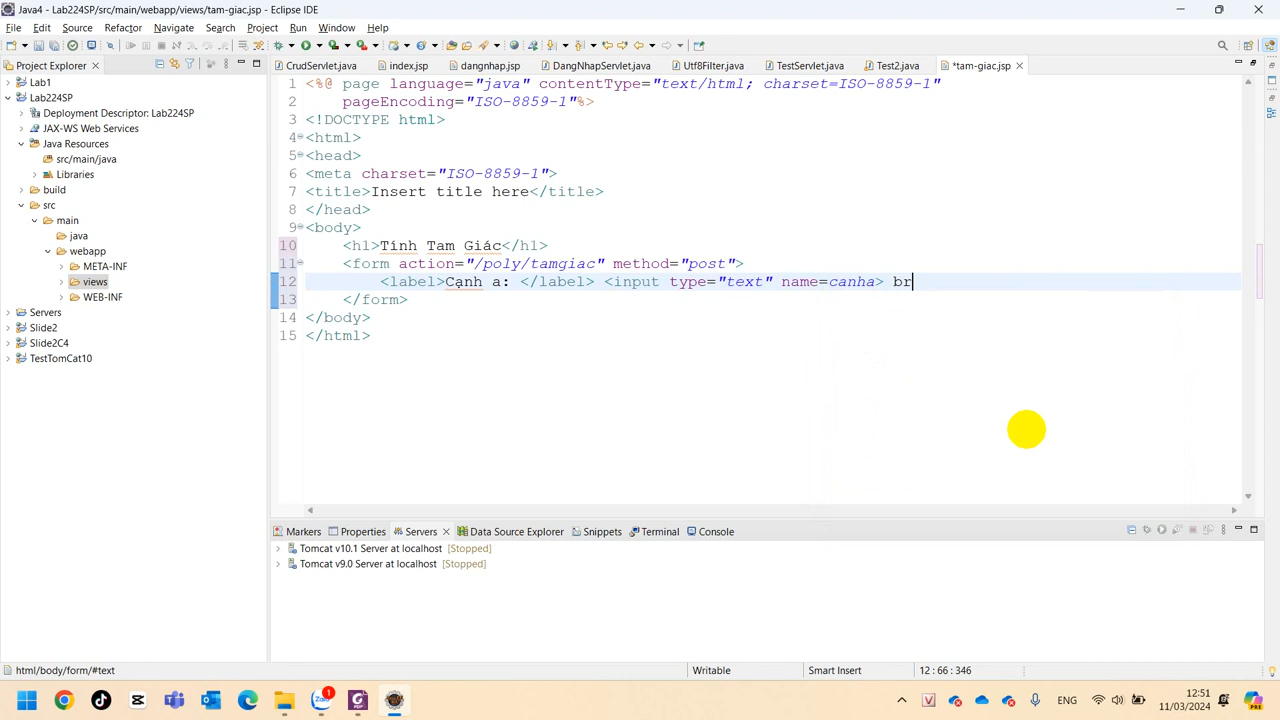 Java4 - Lab224SP/src/main/webapp/views/tam-giac.jsp - Eclipse IDE
File Edit Source Refactor Navigate Search Project Run Window Help
Project Explorer
Lab1
Lab224SP
Deployment Descriptor: Lab224SP
JAX-WS Web Services
Java Resources
src/main/java
Libraries
build
src
main
java
webapp
META-INF
views
WEB-INF
Servers
Slide2
Slide2C4
TestTomCat10
CrudServlet.java index.jsp dangnhap.jsp DangNhapServlet.java Utf8Filter.java TestServlet.java Test2.java *tam-giac.jsp
1 <%@ page language="java" contentType="text/html; charset=ISO-8859-1"
2 pageEncoding="ISO-8859-1"%>
3 <!DOCTYPE html>
4 <html>
5 <head>
6 <meta charset="ISO-8859-1">
7 <title>Insert title here</title>
8 </head>
9 <body>
10 <h1>Tính Tam Giác</h1>
11 <form action="/poly/tamgiac" method="post">
12 <label>Cạnh a: </label> <input type="text" name=canha> br
13 </form>
14 </body>
15 </html>
Markers Properties Servers Data Source Explorer Snippets Terminal Console
Tomcat v10.1 Server at localhost [Stopped]
Tomcat v9.0 Server at localhost [Stopped]
html/body/form/#text Writable Smart Insert 12 : 66 : 346
Zalo 1 ENG 12:51
11/03/2024
PRE